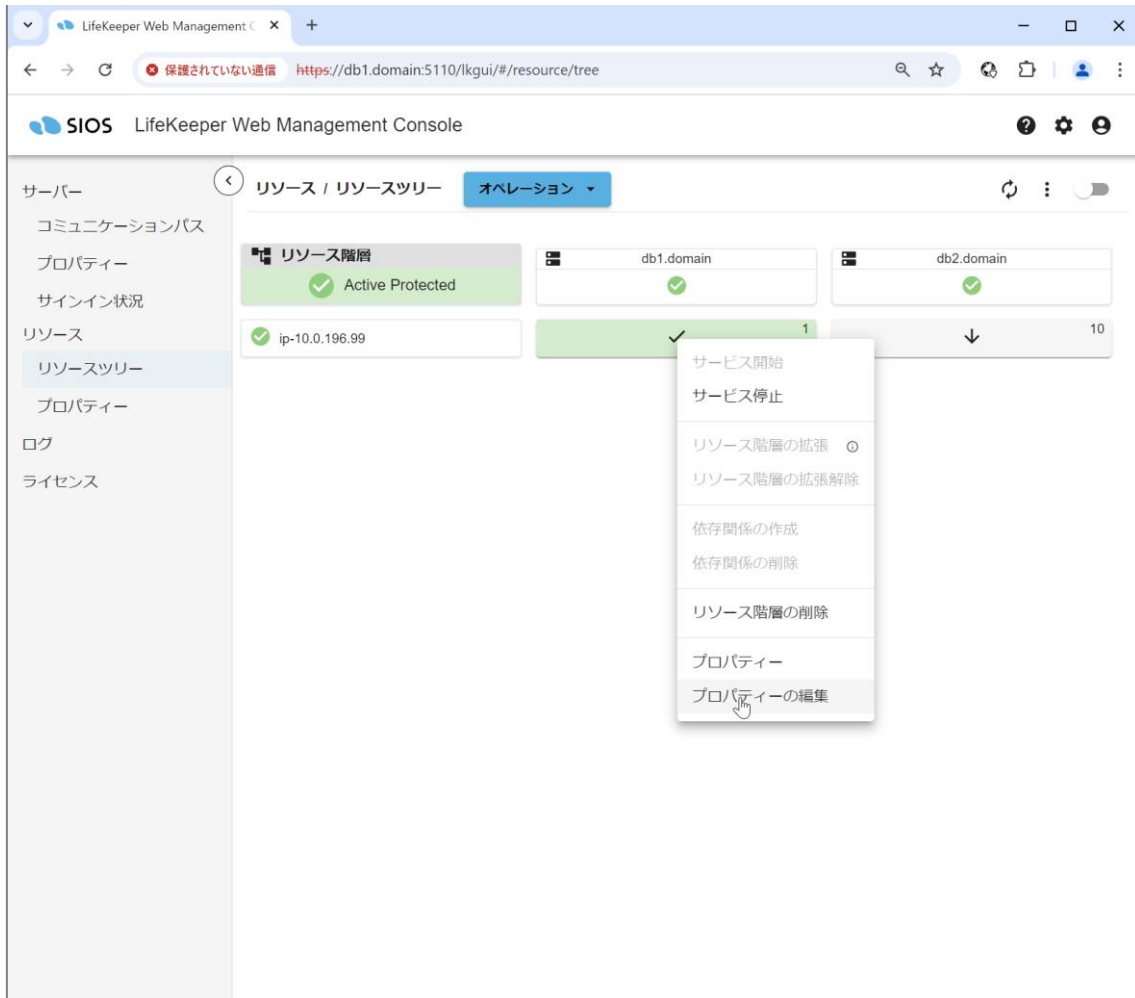 LifeKeeper Web Management C
保護されていない通信 https://db1.domain:5110/lkgui/#/resource/tree
SIOS LifeKeeper Web Management Console
サーバー
コミュニケーションパス
プロパティー
サインイン状況
リソース
リソースツリー
プロパティー
ログ
ライセンス
リソース / リソースツリー オペレーション
リソース階層 db1.domain db2.domain
Active Protected
ip-10.0.196.99 1 10
サービス開始
サービス停止
リソース階層の拡張
リソース階層の拡張解除
依存関係の作成
依存関係の削除
リソース階層の削除
プロパティー
プロパティーの編集